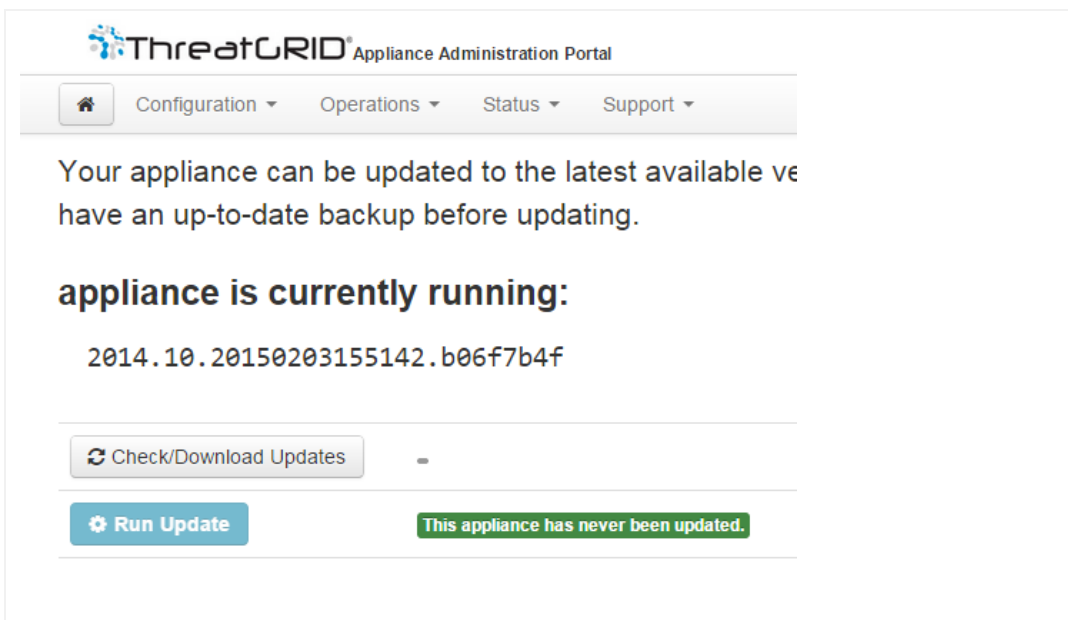 ThreatGRID® Appliance Administration Portal
Configuration Operations Status Support
Your appliance can be updated to the latest available
have an up-to-date backup before updating.
appliance is currently running:
2014.10.20150203155142.b06f7b4f
Check/Download Updates -
Run Update This appliance has never been updated.